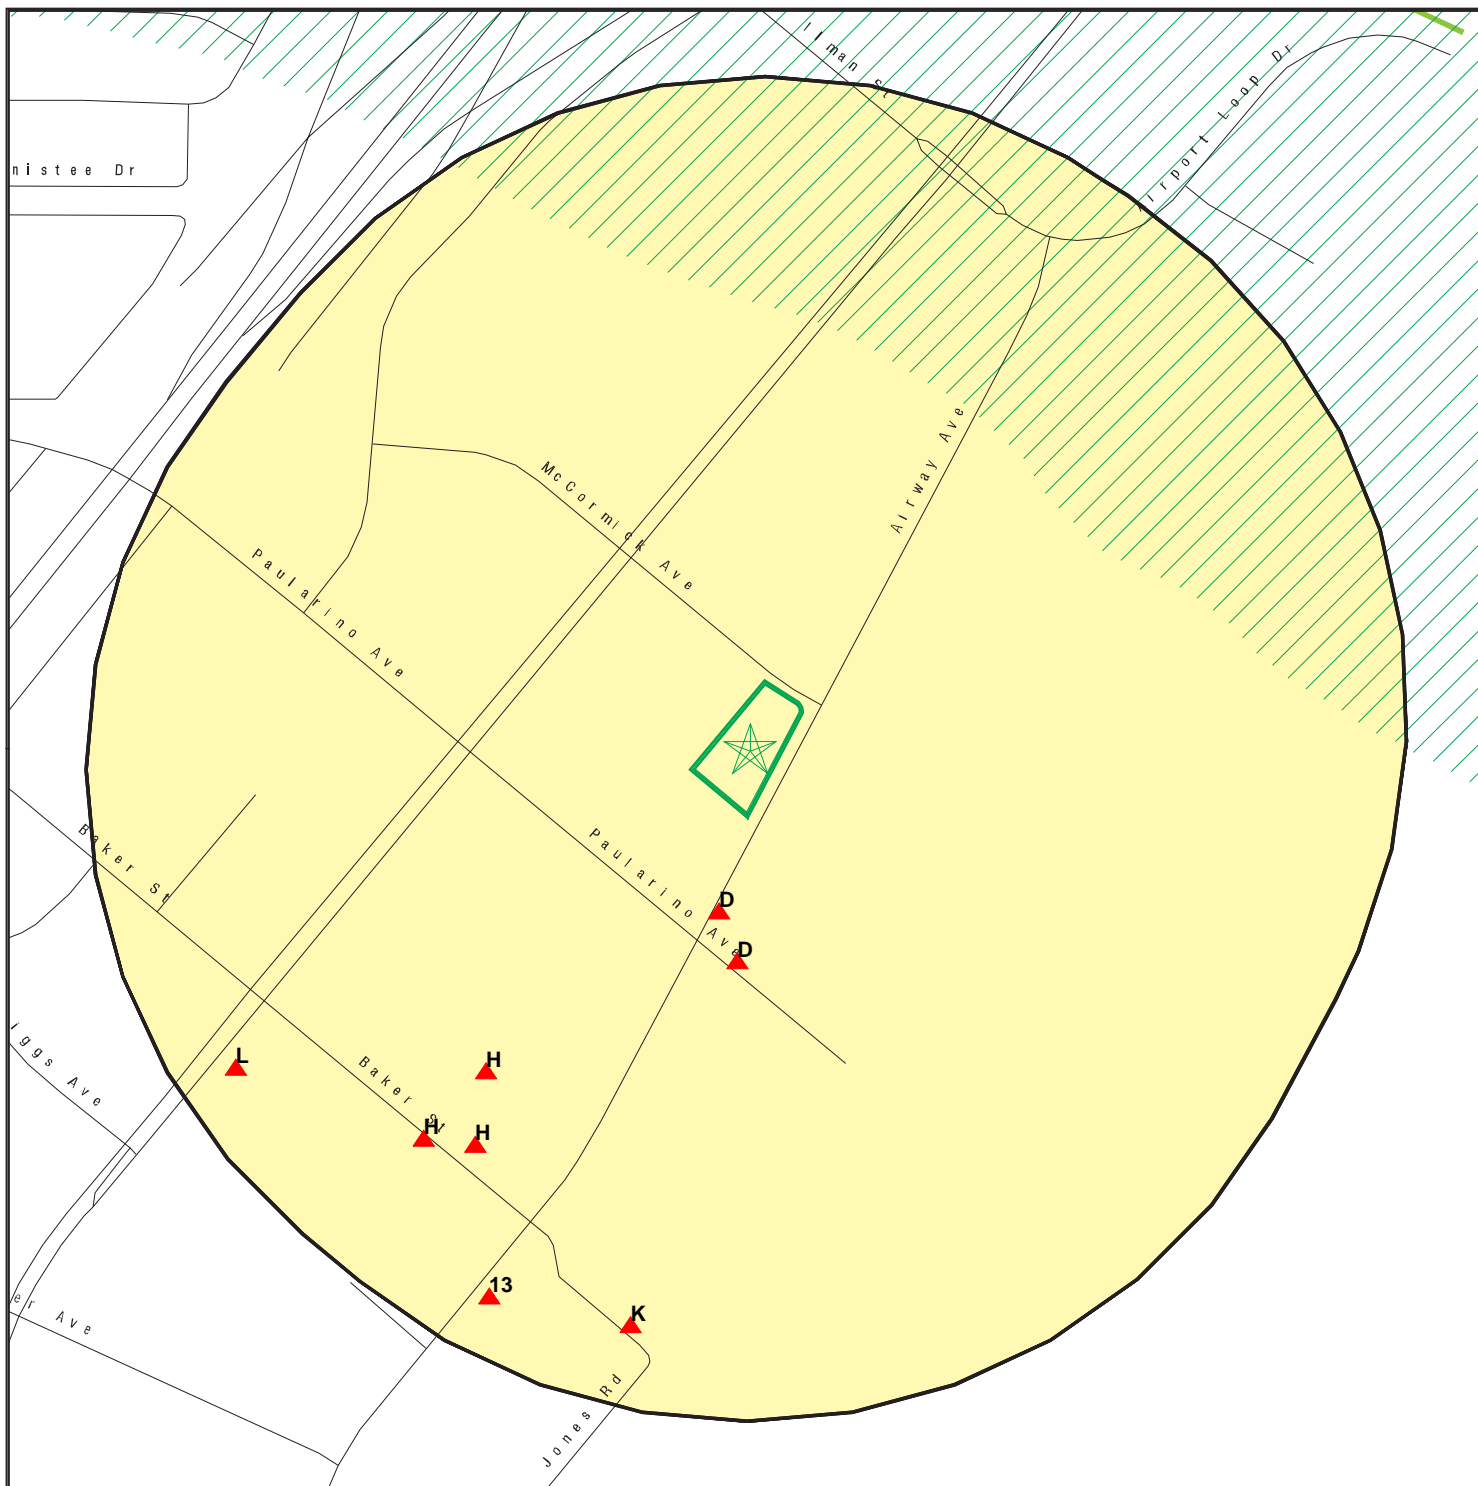 lman St
Airport Loop Dr
nistee Dr
Airway Ave
McCormick Ave
Paularino Ave
Baker St
Paularino Ave
D
D
iggs Ave
L
H
Baker St
H
H
13
K
er Ave
Jones Rd